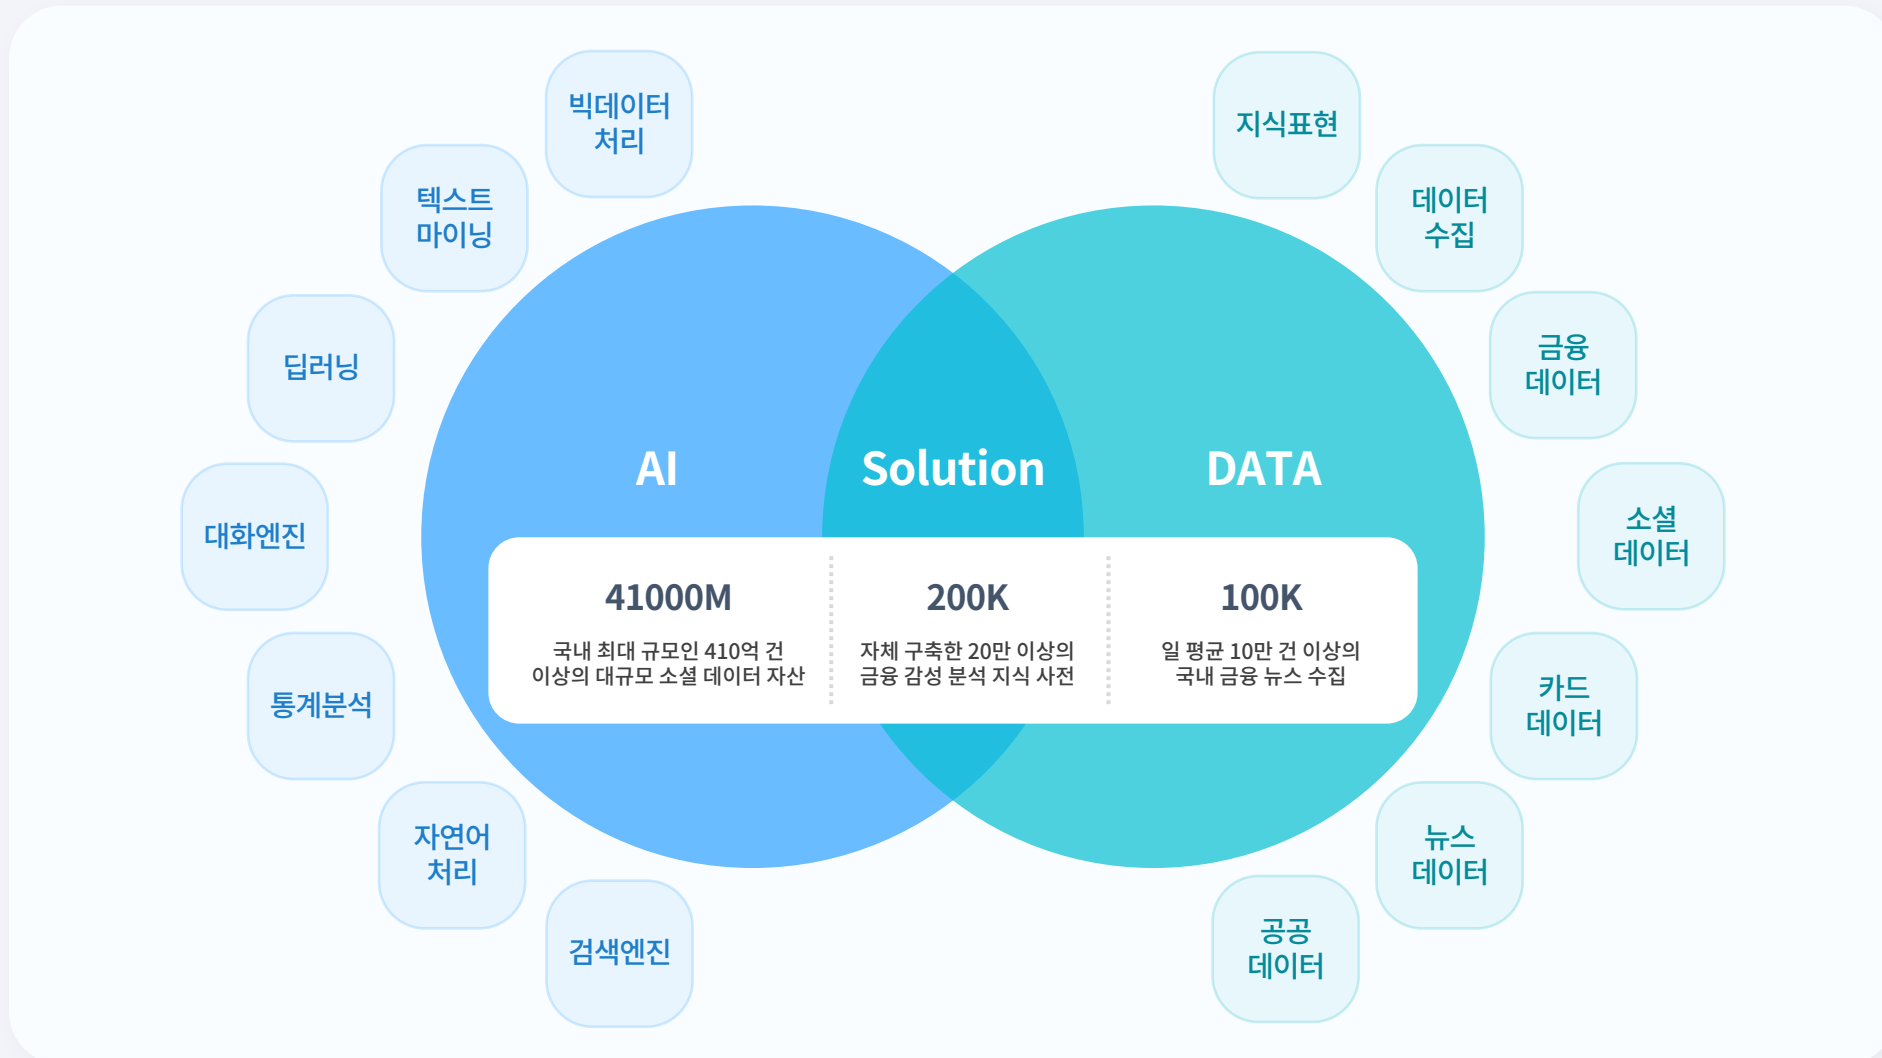 빅데이터
처리
텍스트
마이닝
딥러닝
대화엔진
통계분석
자연어
처리
검색엔진
AI
Solution
DATA
41000M
국내 최대 규모인 410억 건
이상의 대규모 소셜 데이터 자산
200K
자체 구축한 20만 이상의
금융 감성 분석 지식 사전
100K
일 평균 10만 건 이상의
국내 금융 뉴스 수집
지식표현
데이터
수집
금융
데이터
소셜
데이터
카드
데이터
뉴스
데이터
공공
데이터